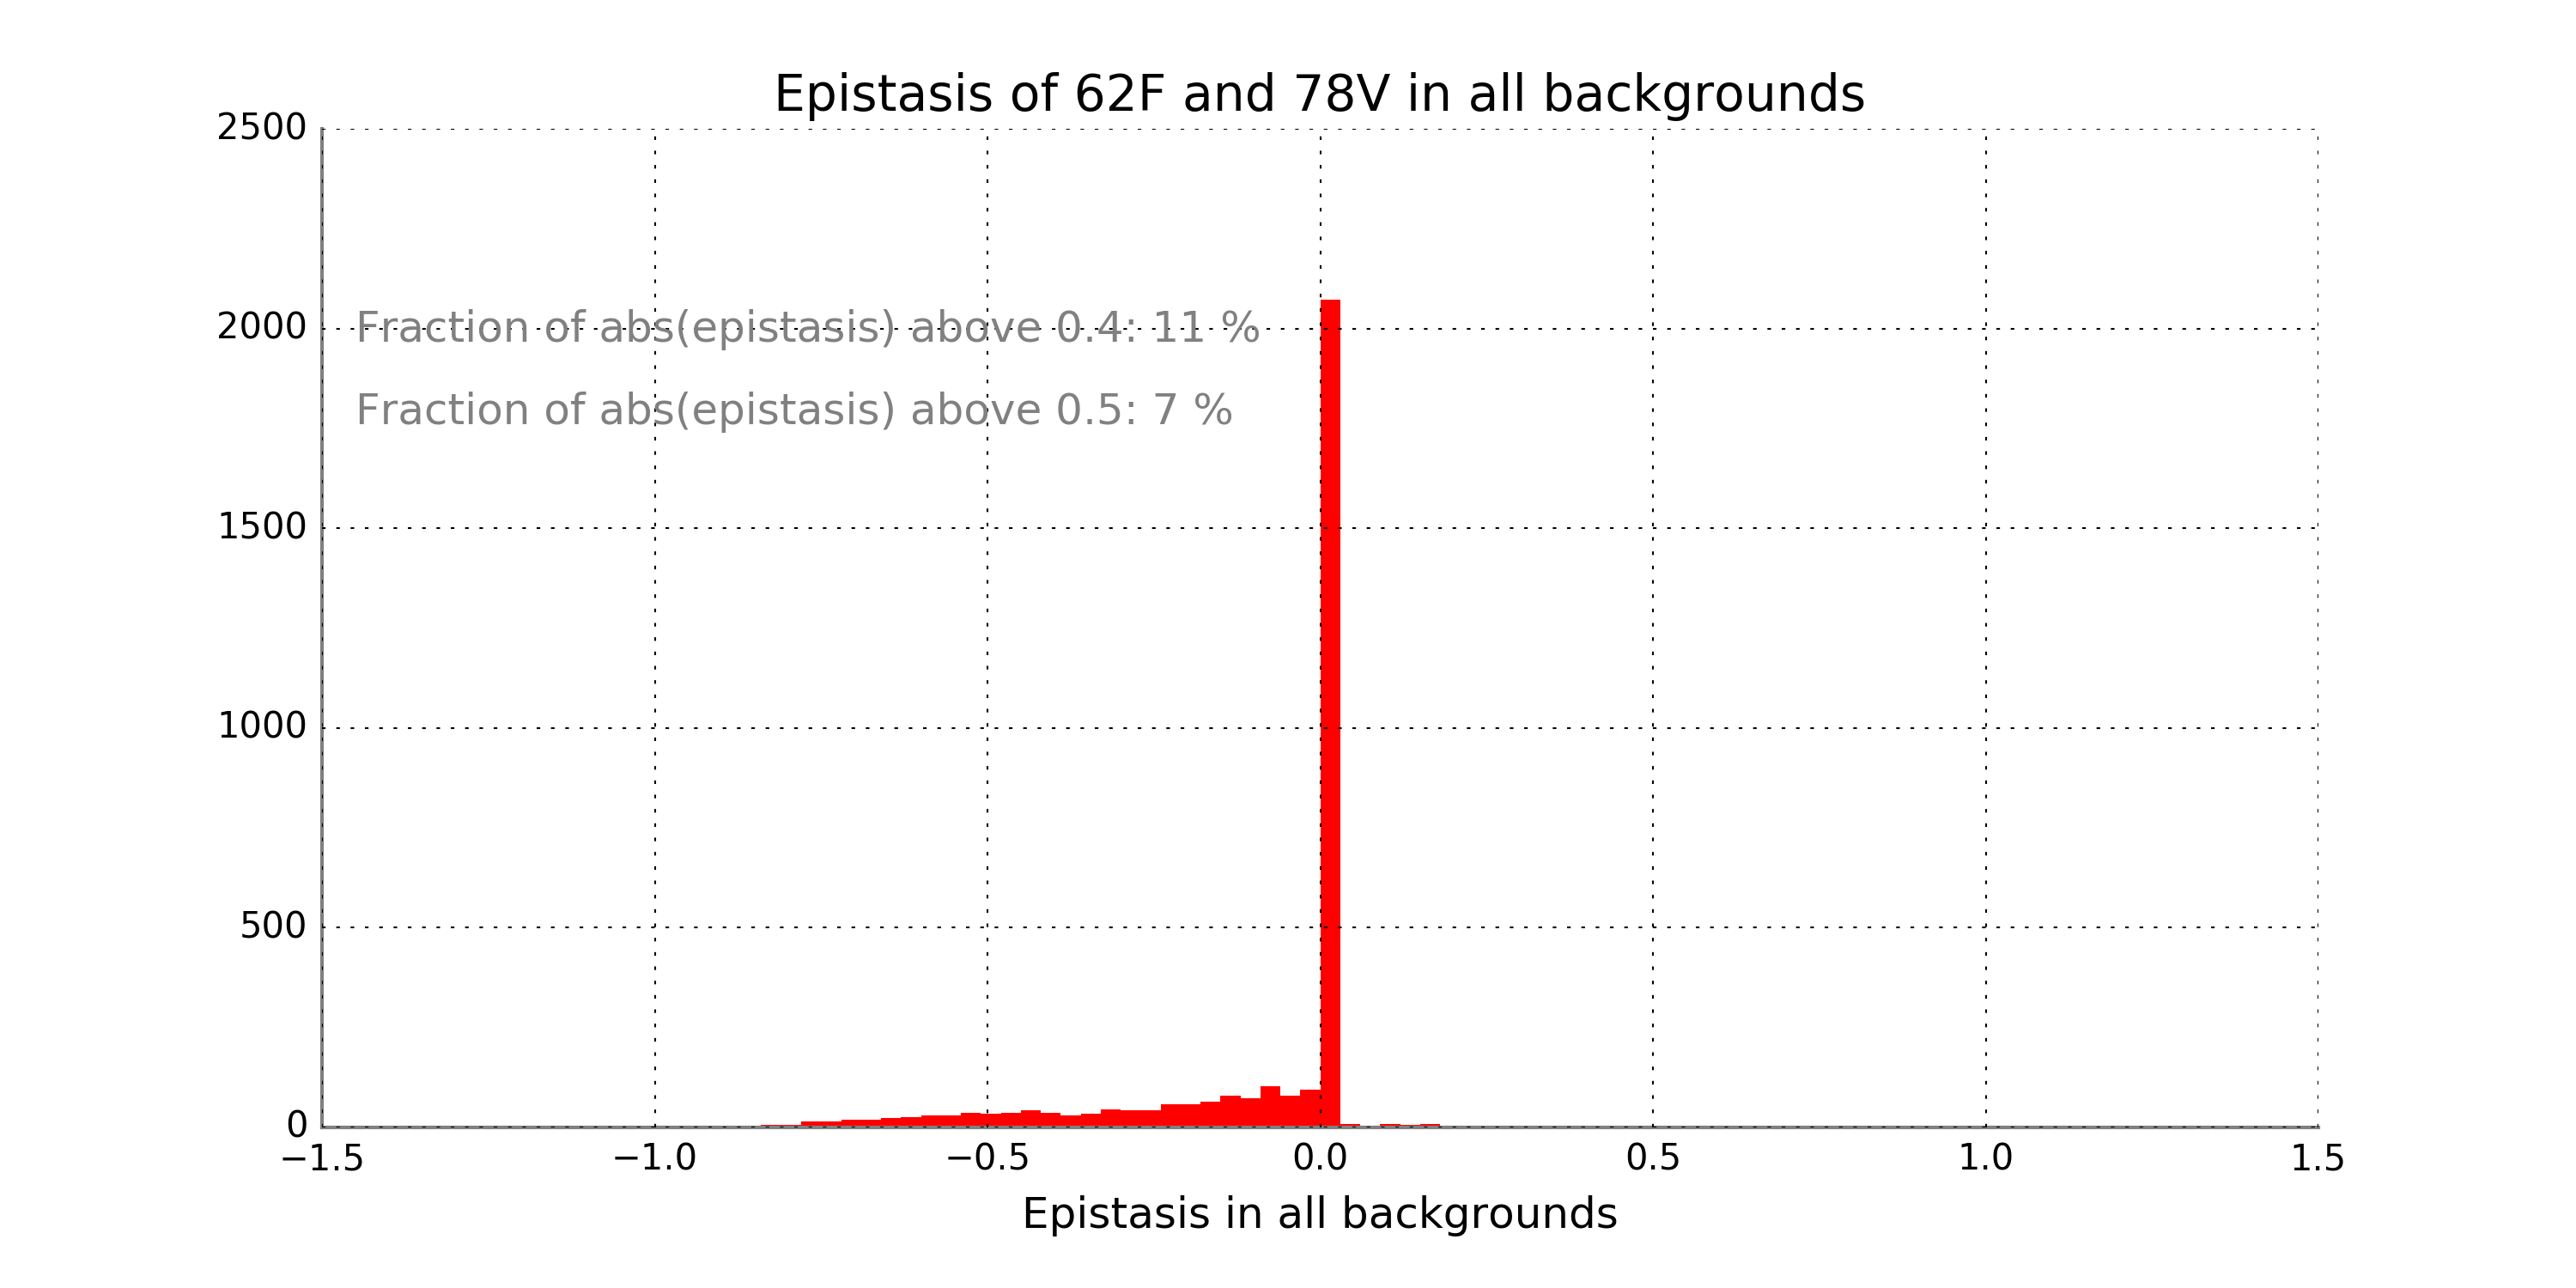 Epistasis of 62F and 78V in all backgrounds
2500
2000
Fraction of abs(epistasis) above 0.4: 11 %
Fraction of abs(epistasis) above 0.5: 7 %
1500
1000
500
0
−1.5 −1.0 −0.5 0.0 0.5 1.0 1.5
Epistasis in all backgrounds